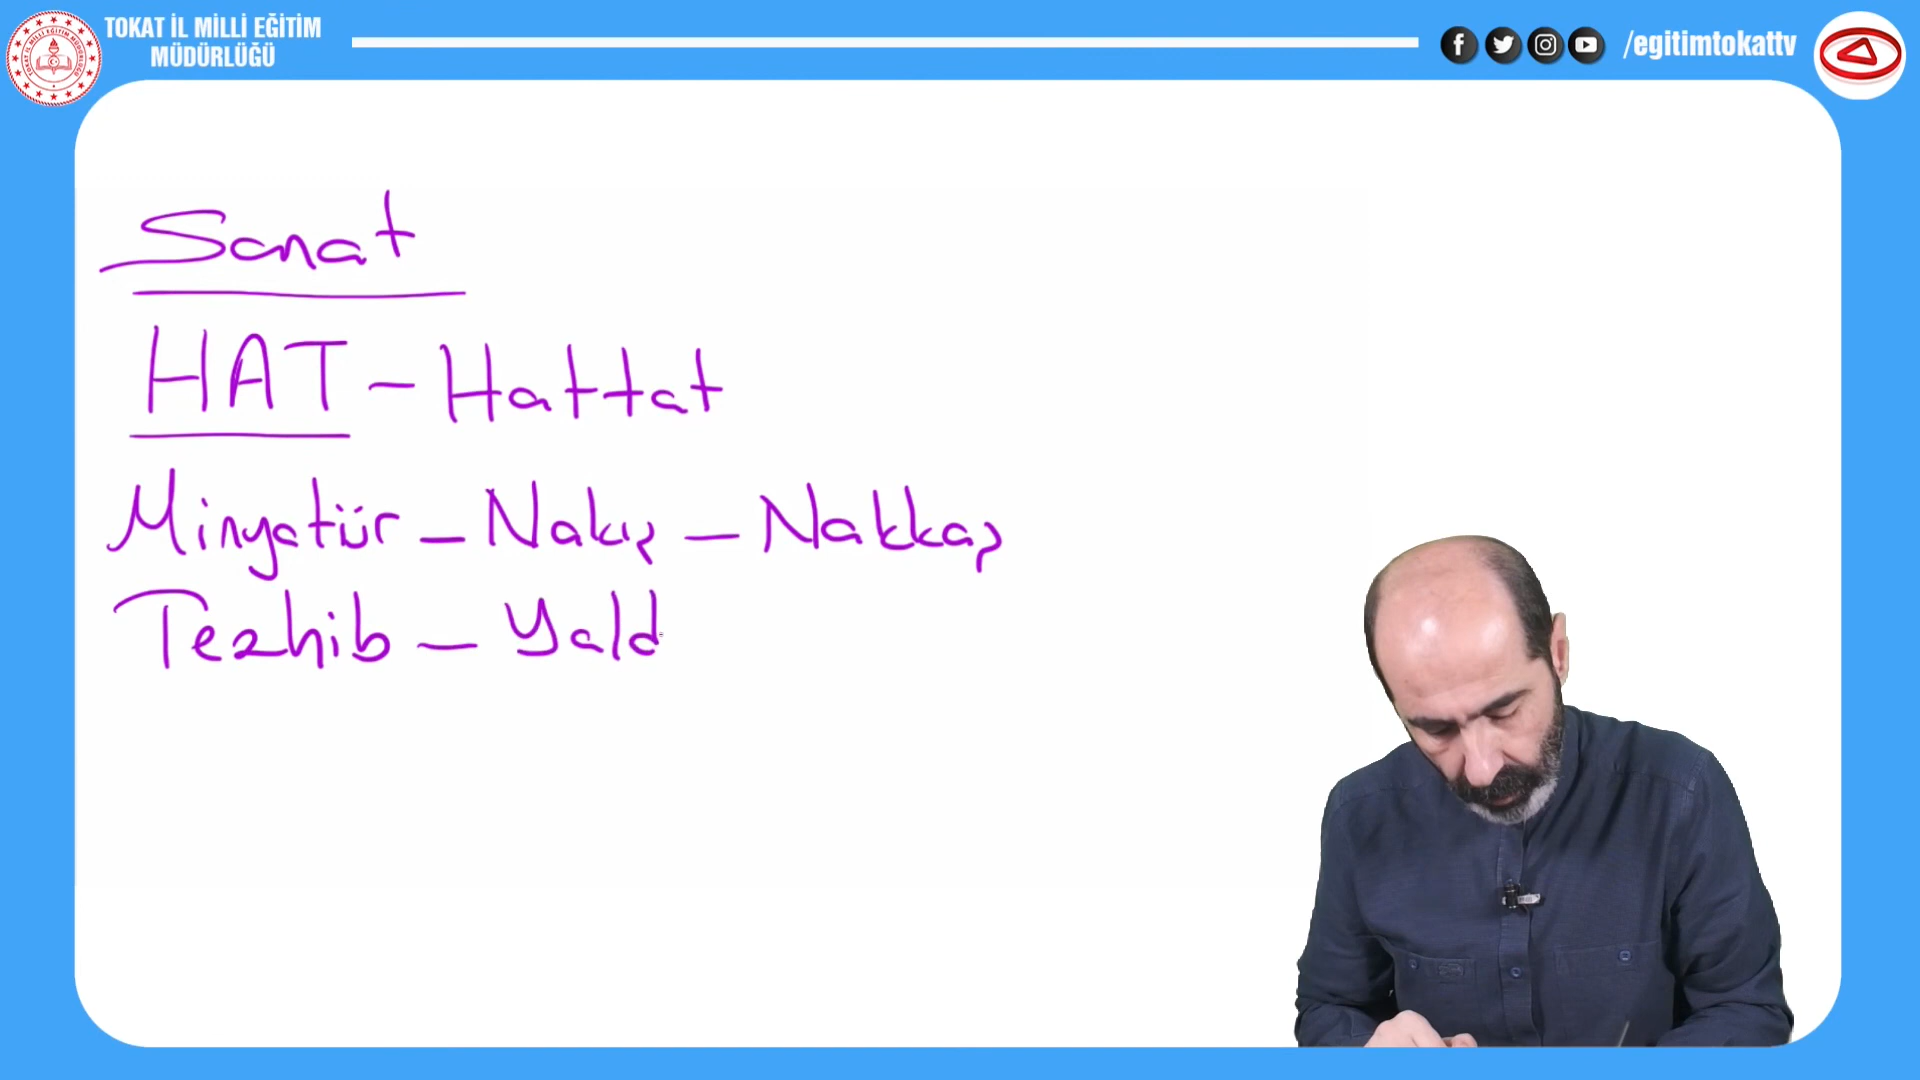 TOKAT İL MİLLİ EĞİTİM
MÜDÜRLÜĞÜ
/egitimtokattv
Sanat
HAT - Hattat
Minyatür - Nakış - Nakkaş
Tezhib - Yald